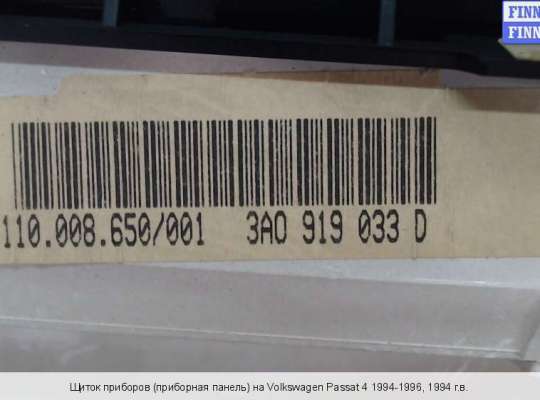 FINN
FINN
110.008.650/001 3A0 919 033 D
Щиток приборов (приборная панель) на Volkswagen Passat 4 1994-1996, 1994 г.в.